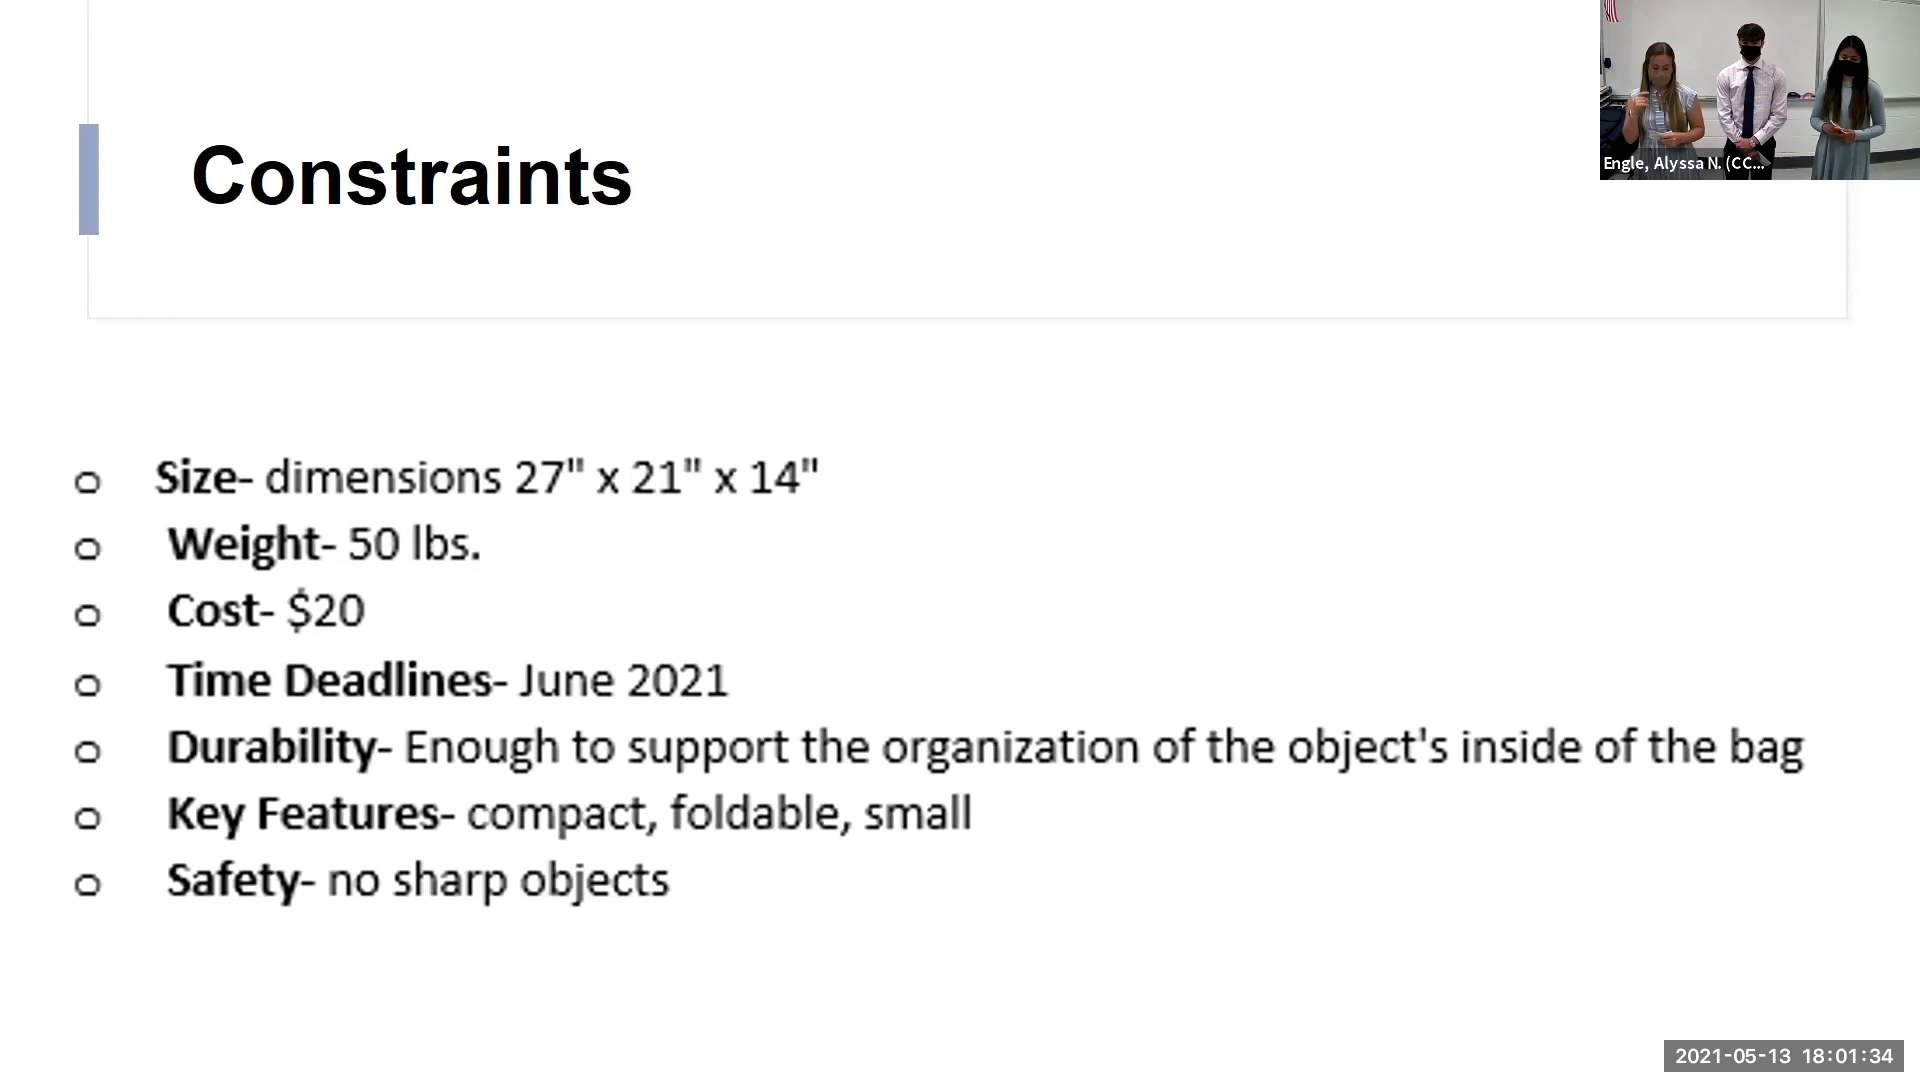 Constraints
Engle, Alyssa N. (CC...
Size- dimensions 27" x 21" x 14"
Weight- 50 lbs.
Cost- $20
Time Deadlines- June 2021
Durability- Enough to support the organization of the object's inside of the bag
Key Features- compact, foldable, small
Safety- no sharp objects
2021-05-13 18:01:34